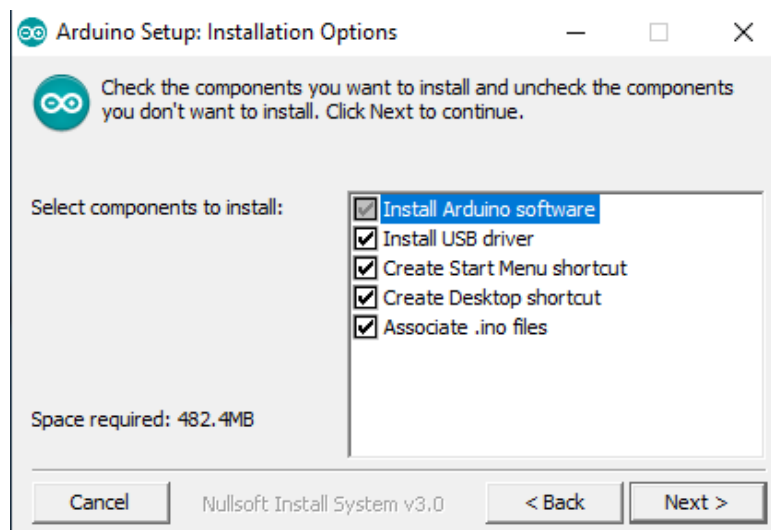 Arduino Setup: Installation Options
Check the components you want to install and uncheck the components
you don't want to install. Click Next to continue.
Select components to install:
Install Arduino software
Install USB driver
Create Start Menu shortcut
Create Desktop shortcut
Associate .ino files
Space required: 482.4MB
Cancel
Nullsoft Install System v3.0
< Back
Next >